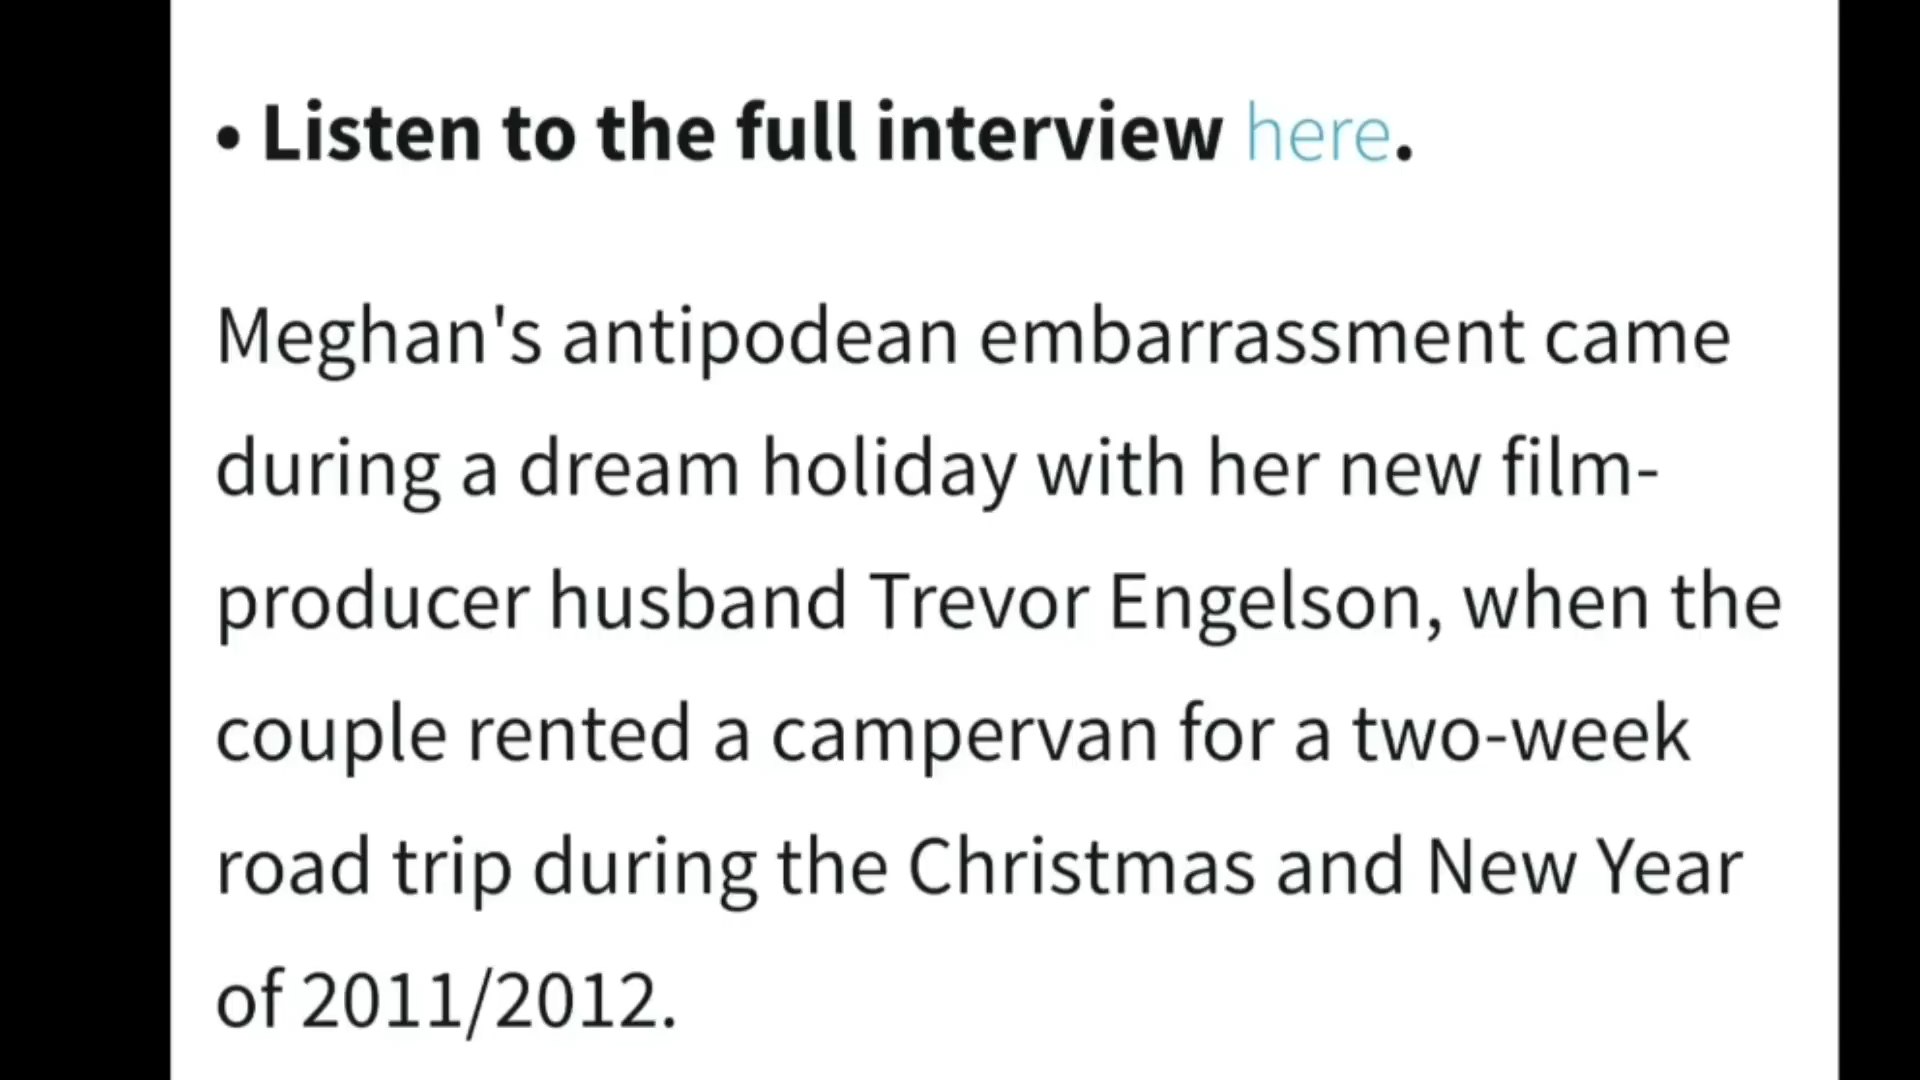 • Listen to the full interview here.
Meghan's antipodean embarrassment came
during a dream holiday with her new film-
producer husband Trevor Engelson, when the
couple rented a campervan for a two-week
road trip during the Christmas and New Year
of 2011/2012.